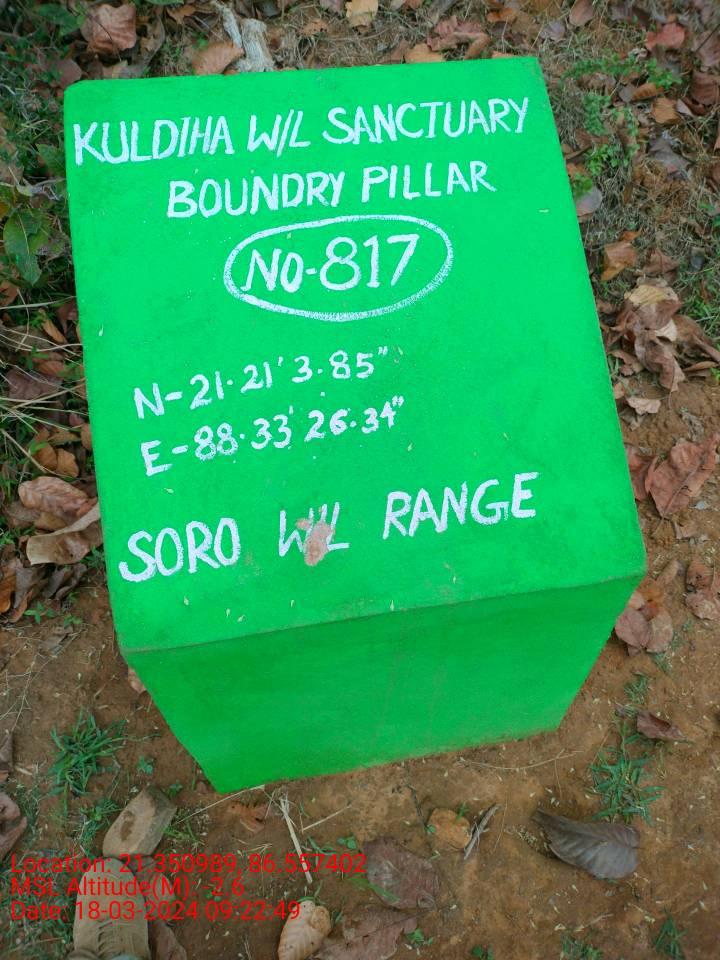 KULDIHA W/L SANCTUARY
BOUNDRY PILLAR
NO-817
N-21·21' 3·85"
E-88·33' 26·34"
SORO W/L RANGE
Location: 21.350989, 86.557402
MSL Altitude(M): -2.6
Date: 18-03-2024 09:22:49